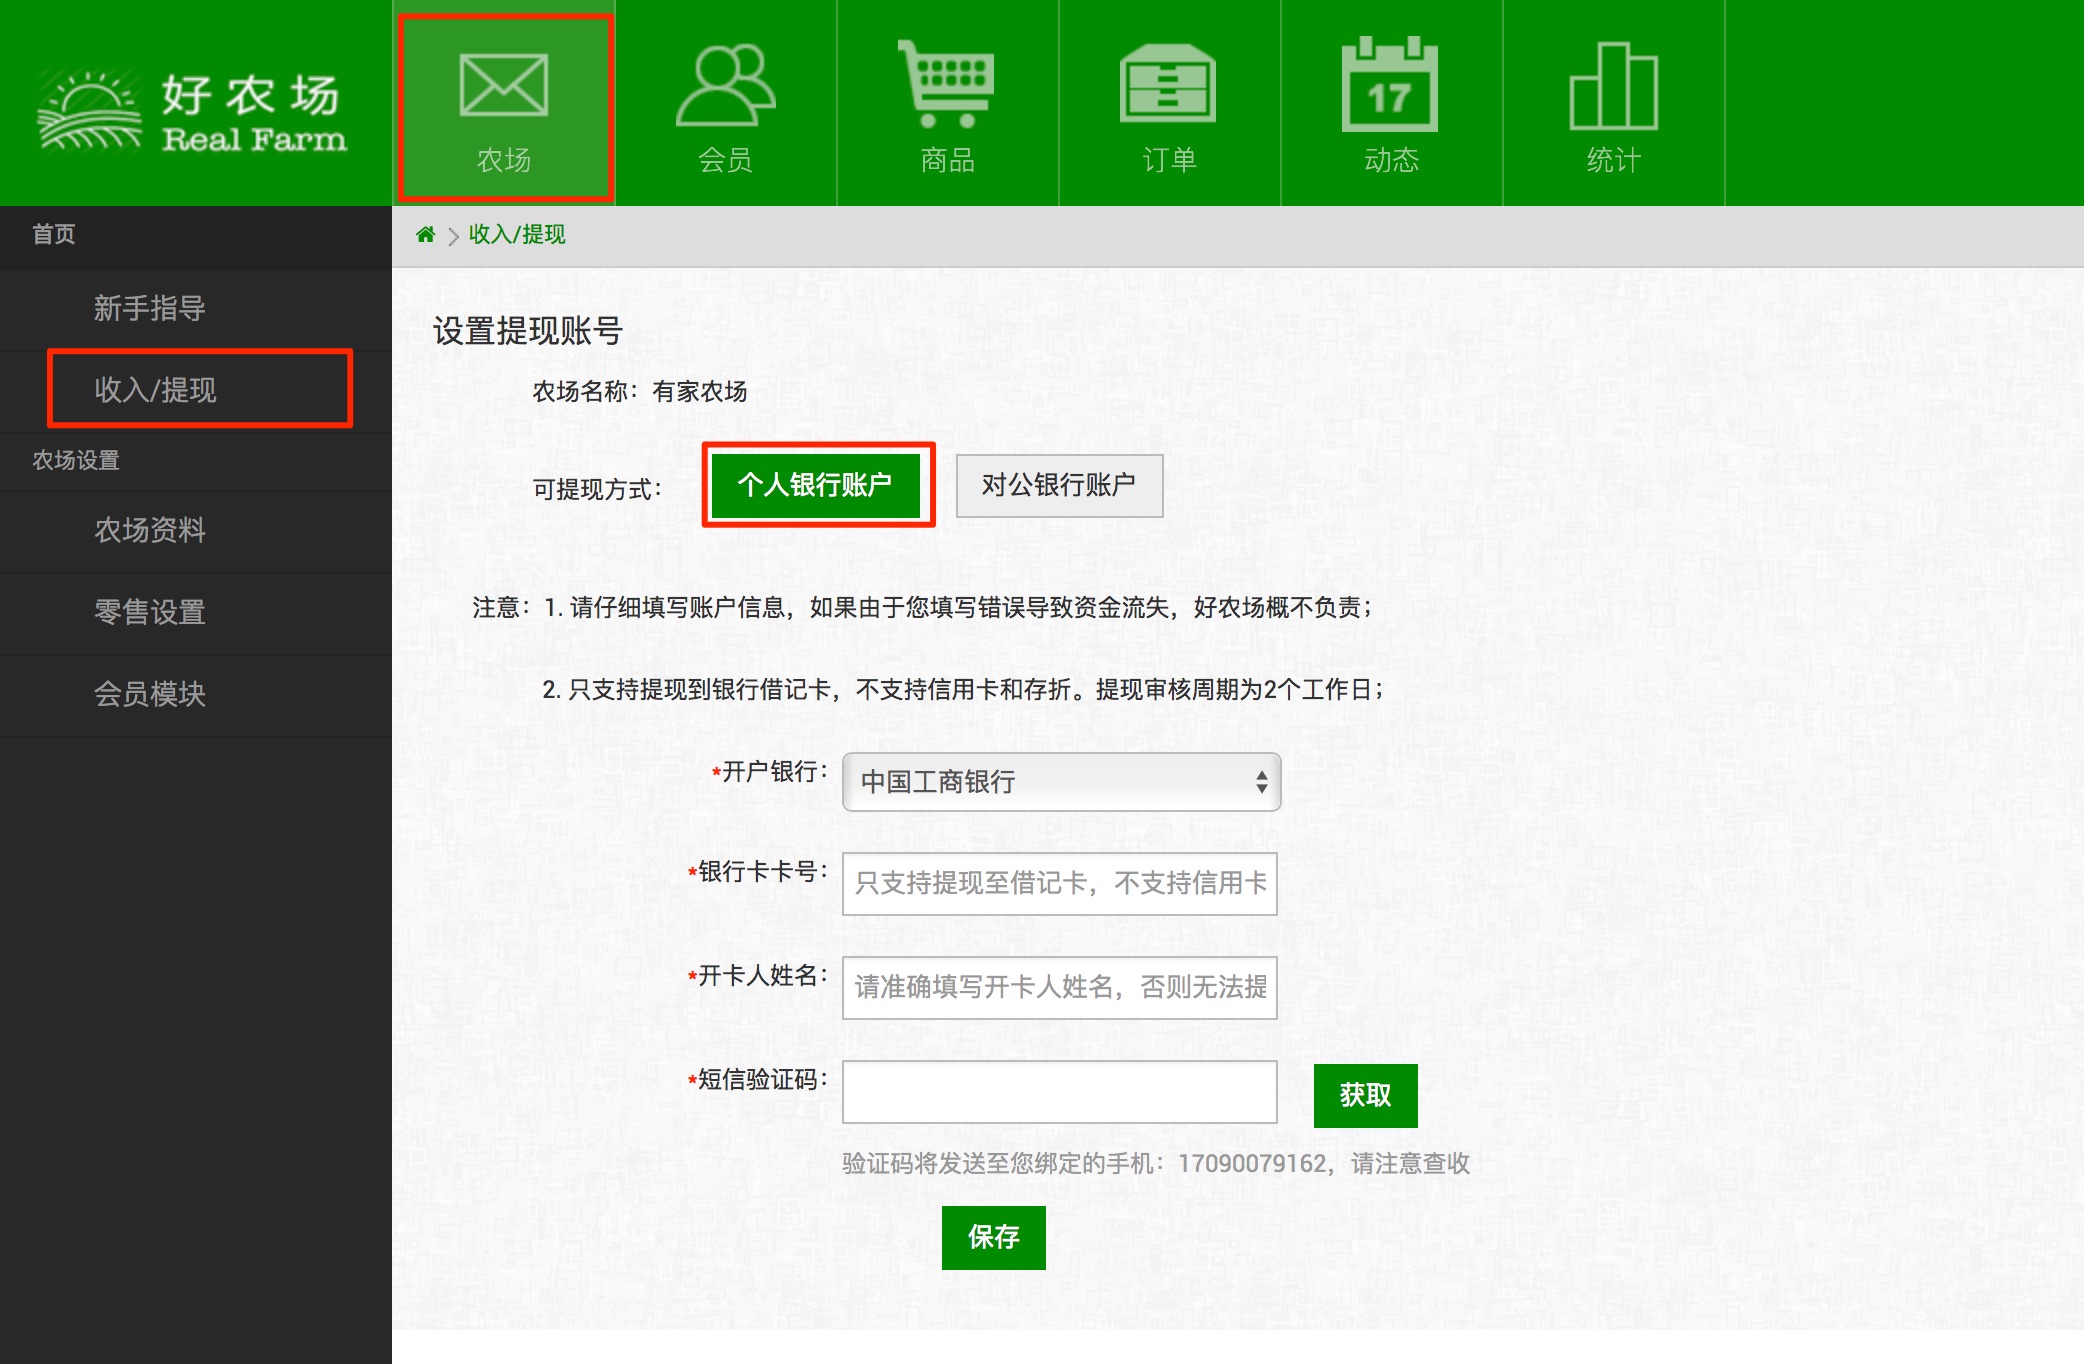 好农场
Real Farm
农场
会员
商品
订单
17
动态
统计
首页
新手指导
收入/提现
农场设置
农场资料
零售设置
会员模块
收入/提现
设置提现账号
农场名称：有家农场
可提现方式：
个人银行账户
对公银行账户
注意：1. 请仔细填写账户信息，如果由于您填写错误导致资金流失，好农场概不负责；
2. 只支持提现到银行借记卡，不支持信用卡和存折。提现审核周期为2个工作日；
*开户银行：
中国工商银行
*银行卡卡号：
只支持提现至借记卡，不支持信用卡
*开卡人姓名：
请准确填写开卡人姓名，否则无法提
*短信验证码：
获取
验证码将发送至您绑定的手机：17090079162，请注意查收
保存